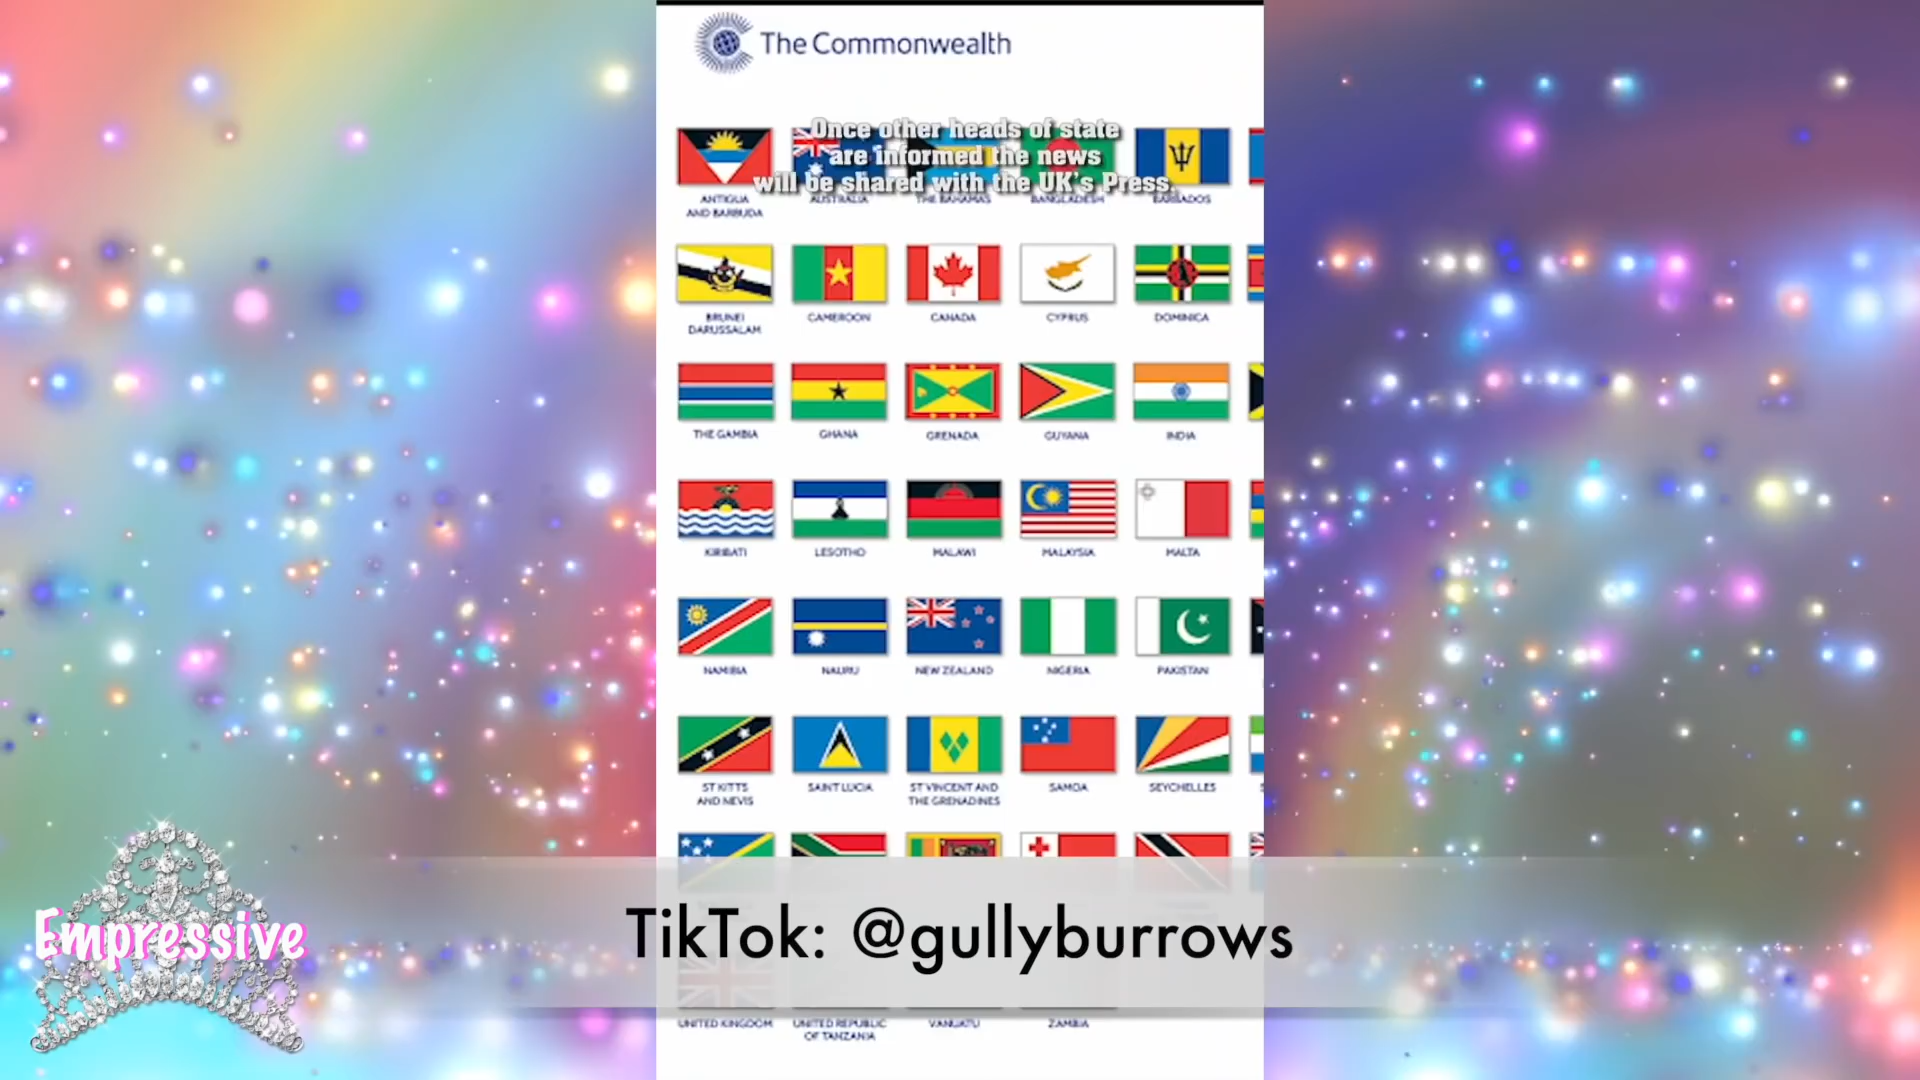 The Commonwealth
Once other heads of state
are informed the news
will be shared with the UK's Press.
ANTIGUA
AND BARBUDA
AUSTRALIA
THE BAHAMAS
BANGLADESH
BARBADOS
BRUNEI
DARUSSALAM
CAMEROON
CANADA
CYPRUS
DOMINICA
THE GAMBIA
GHANA
GRENADA
GUYANA
INDIA
KIRIBATI
LESOTHO
MALAWI
MALAYSIA
MALTA
NAMIBIA
NAURU
NEW ZEALAND
NIGERIA
PAKISTAN
ST KITTS
AND NEVIS
SAINT LUCIA
ST VINCENT AND
THE GRENADINES
SAMOA
SEYCHELLES
TikTok: @gullyburrows
Empressive
UNITED KINGDOM
UNITED REPUBLIC
OF TANZANIA
VANUATU
ZAMBIA